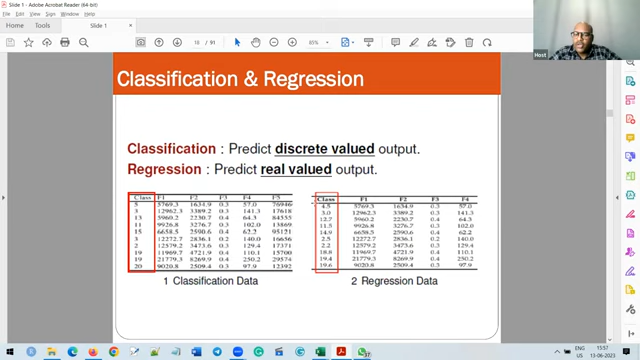 Slide 1 - Adobe Acrobat Reader (64-bit)
File Edit View Sign Window Help
Home Tools Slide 1 ×
18 / 91 85%
Host
Classification & Regression
Classification : Predict discrete valued output.
Regression : Predict real valued output.
Class F1 F2 F3 F4 F5
5 5769.3 1634.9 0.3 57.0 76946
3 12962.3 3389.2 0.3 141.3 17618
13 5960.2 2230.7 0.4 64.3 84555
11 9926.8 3276.7 0.3 102.0 13869
15 6658.5 2590.6 0.4 62.2 95121
3 12272.7 2836.1 0.2 140.0 16656
2 12579.2 3473.6 0.3 129.4 17371
19 11969.7 4721.9 0.4 110.1 15700
19 21779.3 8269.9 0.4 250.2 29574
20 9020.8 2509.4 0.3 97.9 12392
1 Classification Data
Class F1 F2 F3 F4
4.5 5769.3 1634.9 0.3 57.0
3.0 12962.3 3389.2 0.3 141.3
12.7 5960.2 2230.7 0.4 64.3
11.5 9926.8 3276.7 0.3 102.0
14.9 6658.5 2590.6 0.4 62.2
2.5 12272.7 2836.1 0.2 140.0
2.2 12579.2 3473.6 0.3 129.4
18.8 11969.7 4721.9 0.4 110.1
19.4 21779.3 8269.9 0.4 250.2
19.6 9020.8 2509.4 0.3 97.9
2 Regression Data
ENG
US
15:57
13-06-2023